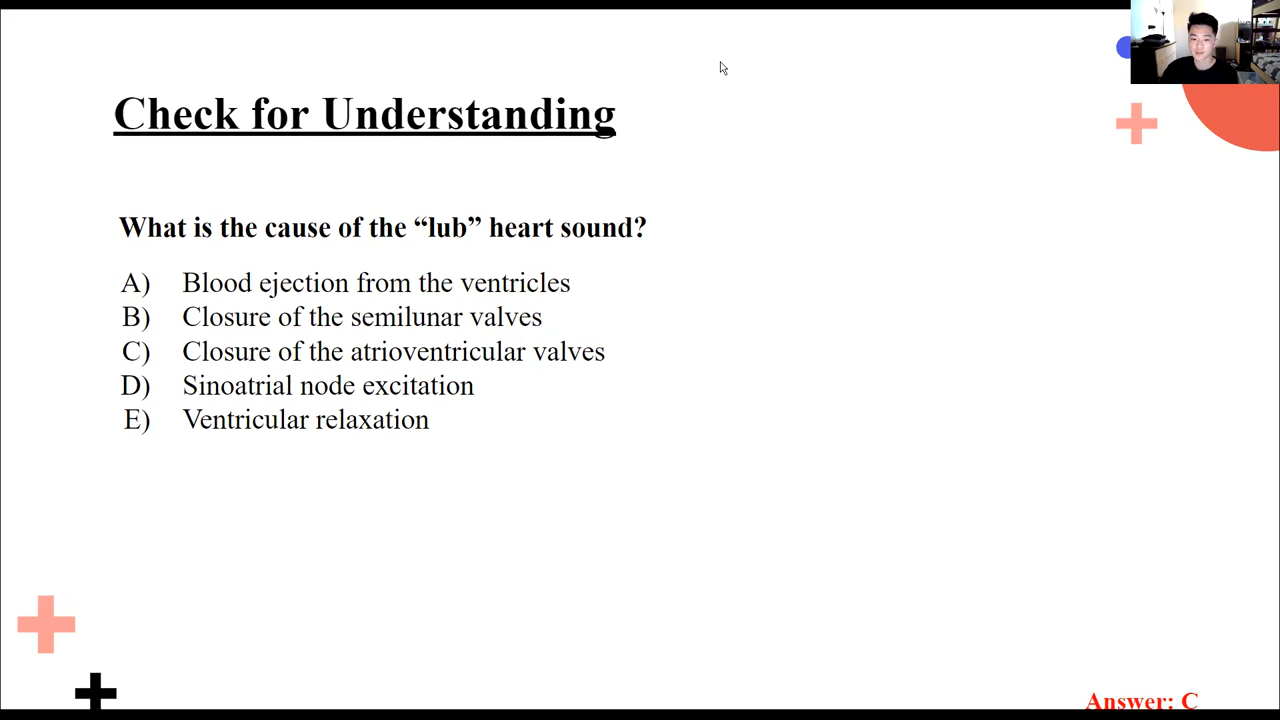 Check for Understanding
What is the cause of the “lub” heart sound?
A) Blood ejection from the ventricles
B) Closure of the semilunar valves
C) Closure of the atrioventricular valves
D) Sinoatrial node excitation
E) Ventricular relaxation
Answer: C